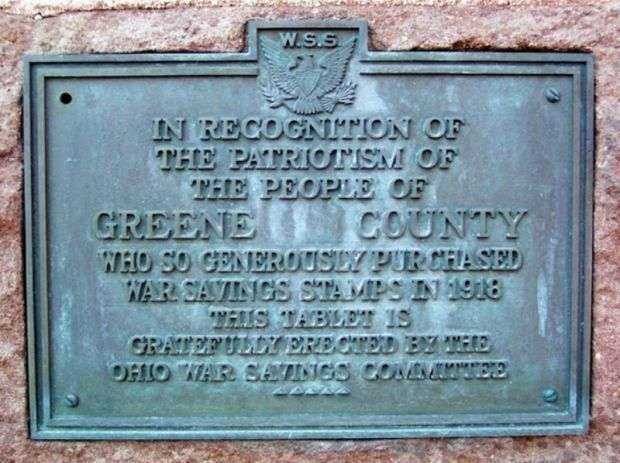 W.S.S.
IN RECOGNITION OF
THE PATRIOTISM OF
THE PEOPLE OF
GREENE COUNTY
WHO SO GENEROUSLY PURCHASED
WAR SAVINGS STAMPS IN 1918
THIS TABLET IS
GRATEFULLY ERECTED BY THE
OHIO WAR SAVINGS COMMITTEE